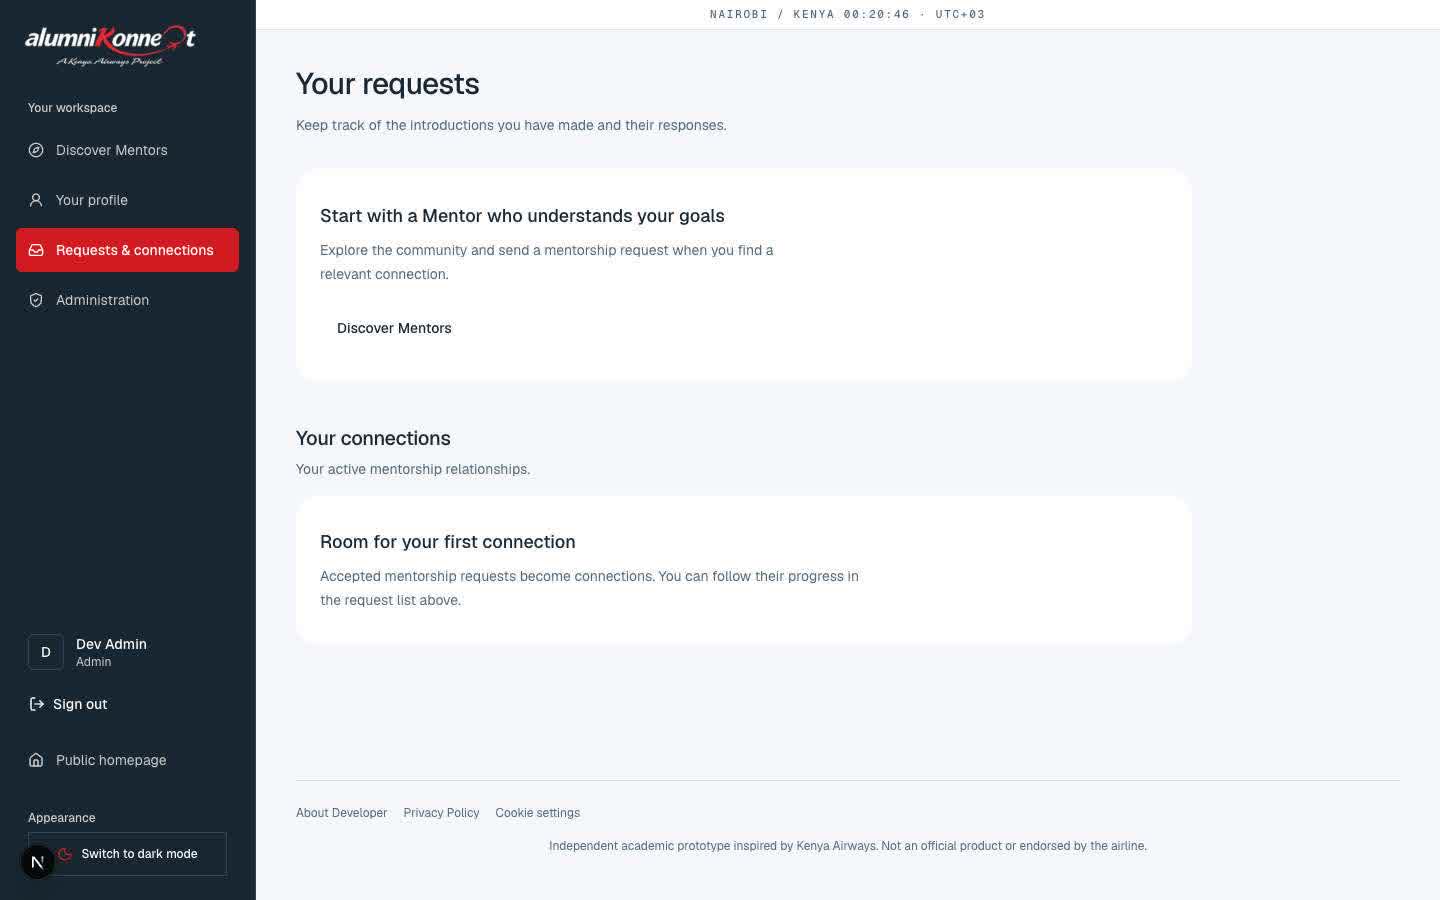 NAIROBI / KENYA 00:20:46 · UTC+03
alumniKonnect
A Kenya Airways Project
Your workspace
Discover Mentors
Your profile
Requests & connections
Administration
D
Dev Admin
Admin
Sign out
Public homepage
Appearance
N
Switch to dark mode
Your requests
Keep track of the introductions you have made and their responses.
Start with a Mentor who understands your goals
Explore the community and send a mentorship request when you find a
relevant connection.
Discover Mentors
Your connections
Your active mentorship relationships.
Room for your first connection
Accepted mentorship requests become connections. You can follow their progress in
the request list above.
About Developer
Privacy Policy
Cookie settings
Independent academic prototype inspired by Kenya Airways. Not an official product or endorsed by the airline.